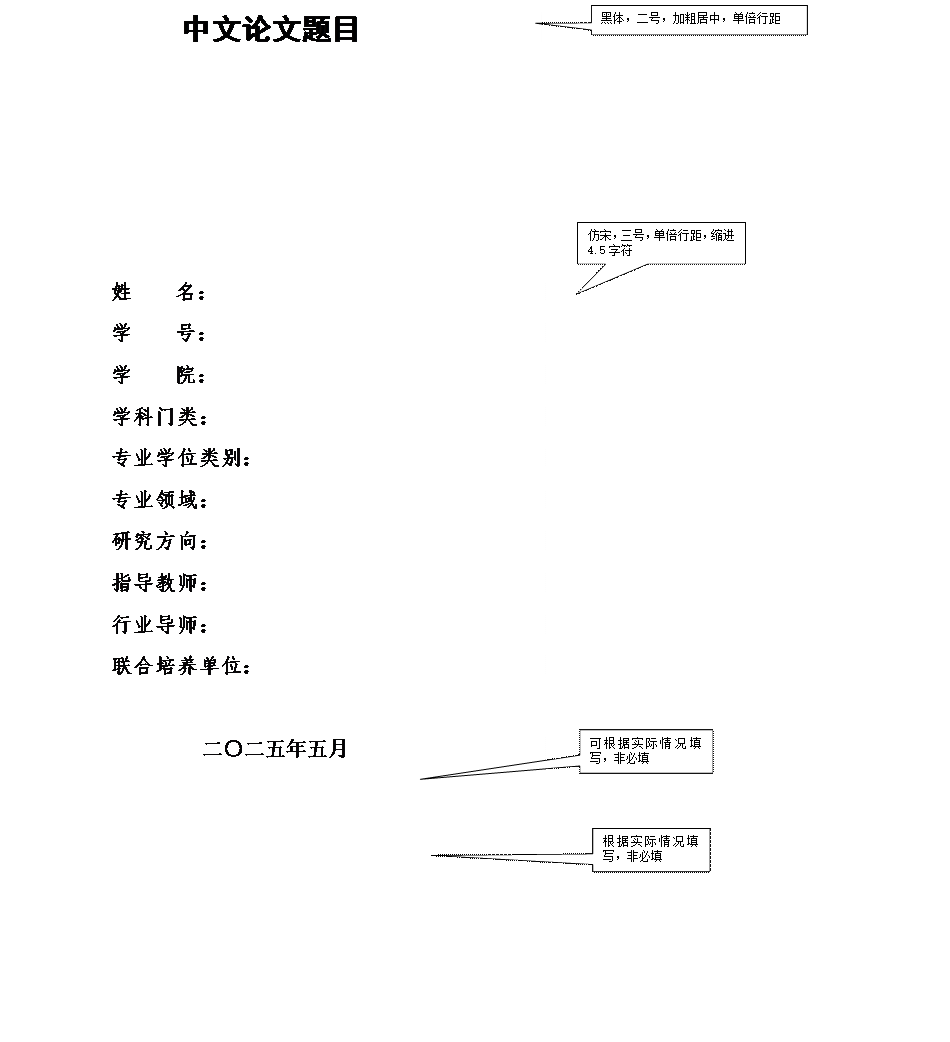 中文论文题目
黑体，二号，加粗居中，单倍行距
仿宋，三号，单倍行距，缩进
4.5字符
姓　　名：
学　　号：
学　　院：
学科门类：
专业学位类别：
专业领域：
研究方向：
指导教师：
行业导师：
联合培养单位：
二〇二五年五月
可根据实际情况填
写，非必填
根据实际情况填
写，非必填